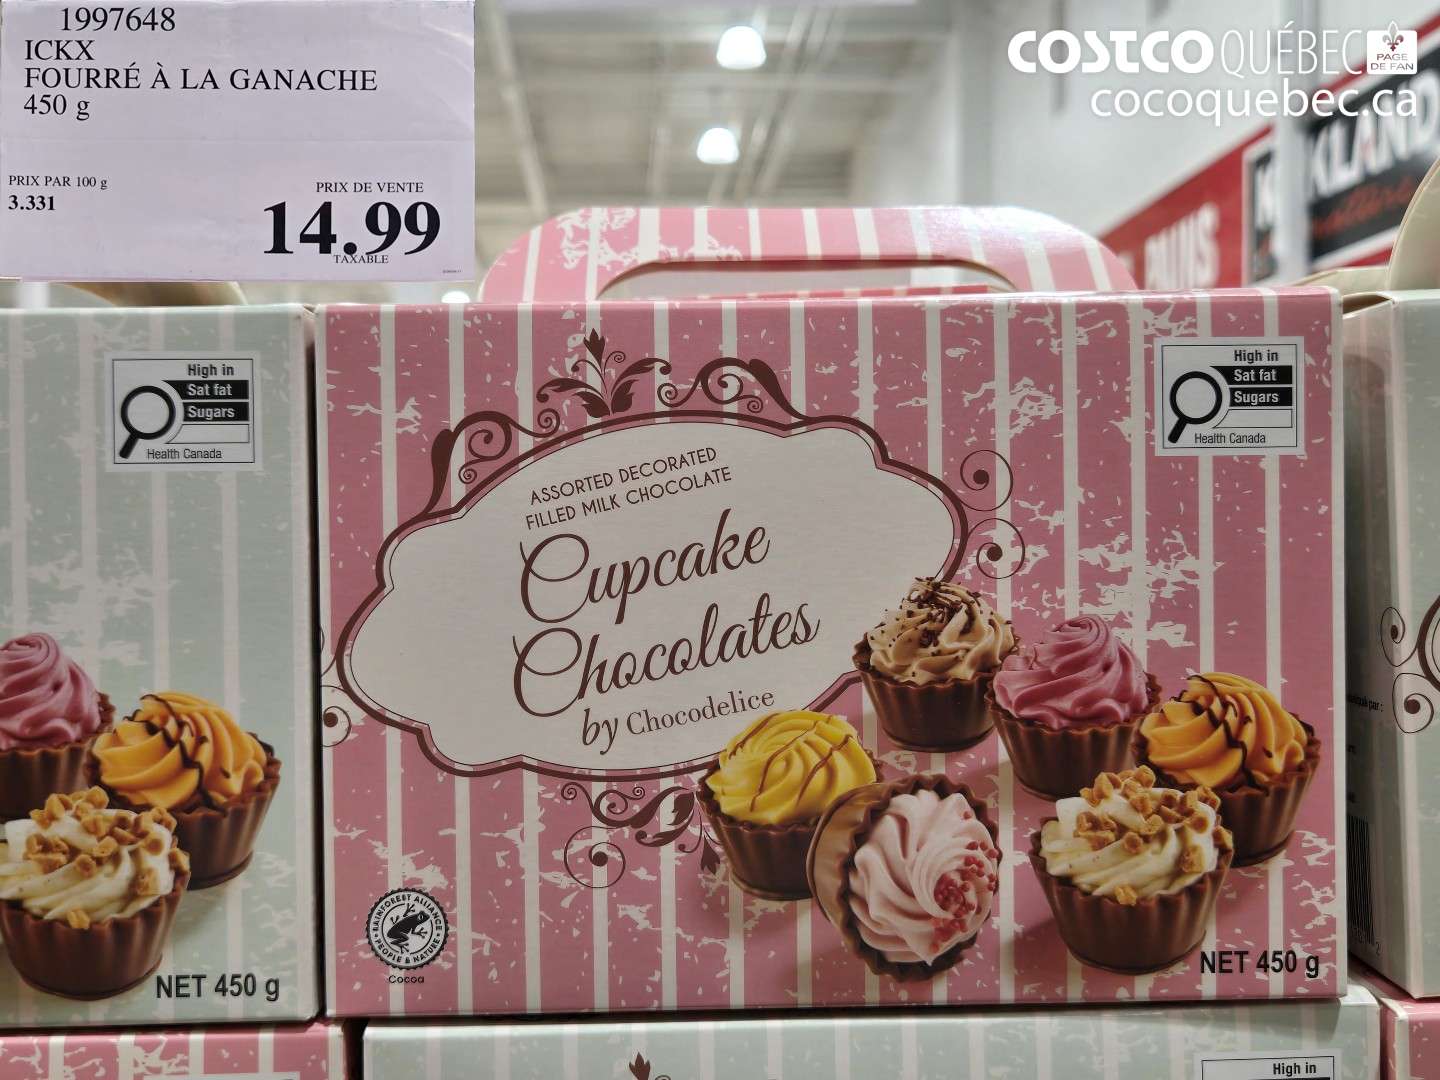 1997648
ICKX
FOURRÉ À LA GANACHE
450 g
PRIX PAR 100 g
3.331
PRIX DE VENTE
14.99
TAXABLE
COSTCO QUÉBEC
PAGE
DE FAN
cocoquebec.ca
KLAND
High in
Sat fat
Sugars
Health Canada
NET 450 g
High in
Sat fat
Sugars
Health Canada
ASSORTED DECORATED
FILLED MILK CHOCOLATE
Cupcake
Chocolates
by Chocodelice
RAINFOREST ALLIANCE
PEOPLE & NATURE
Cocoa
NET 450 g
High in